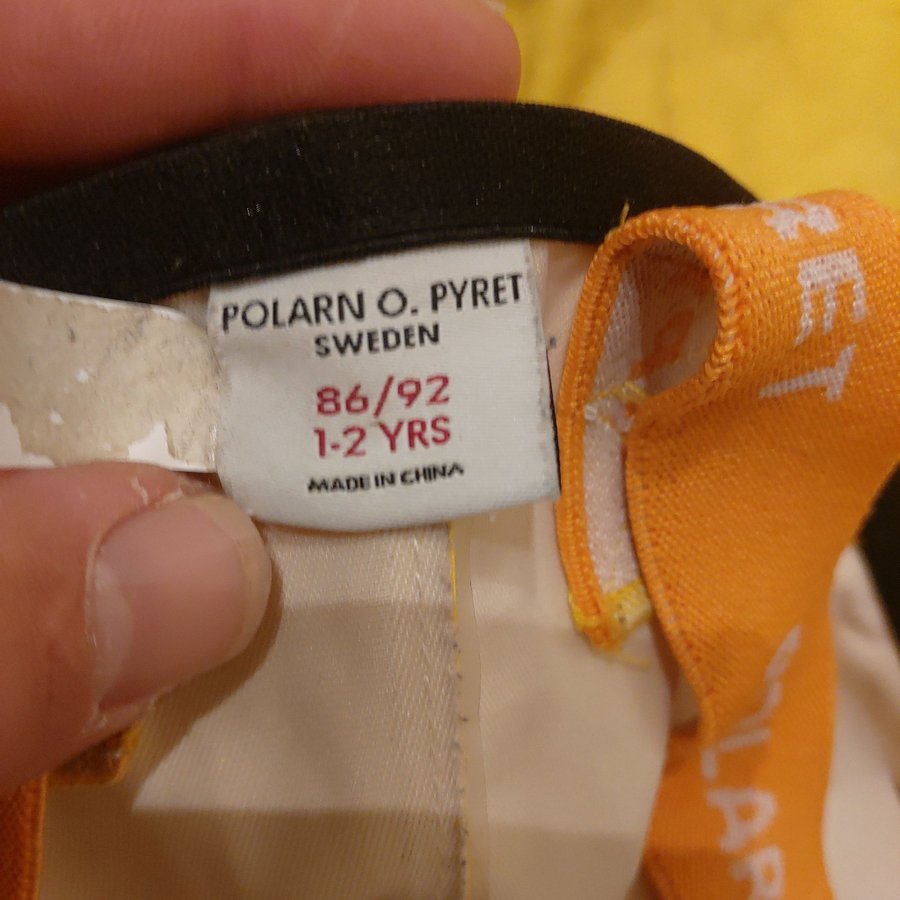 POLARN O. PYRET
SWEDEN
86/92
1-2 YRS
MADE IN CHINA